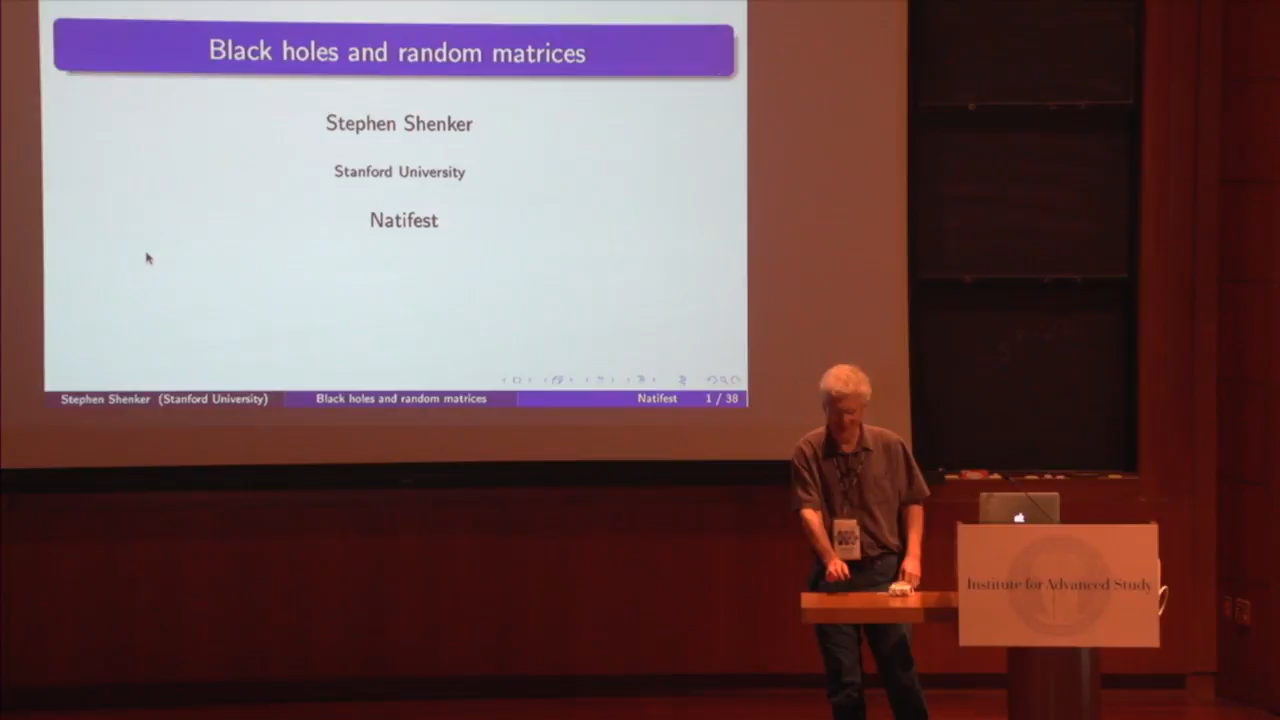 Black holes and random matrices
Stephen Shenker
Stanford University
Natifest
Stephen Shenker (Stanford University)
Black holes and random matrices
Natifest
1 / 38
Institute for Advanced Study